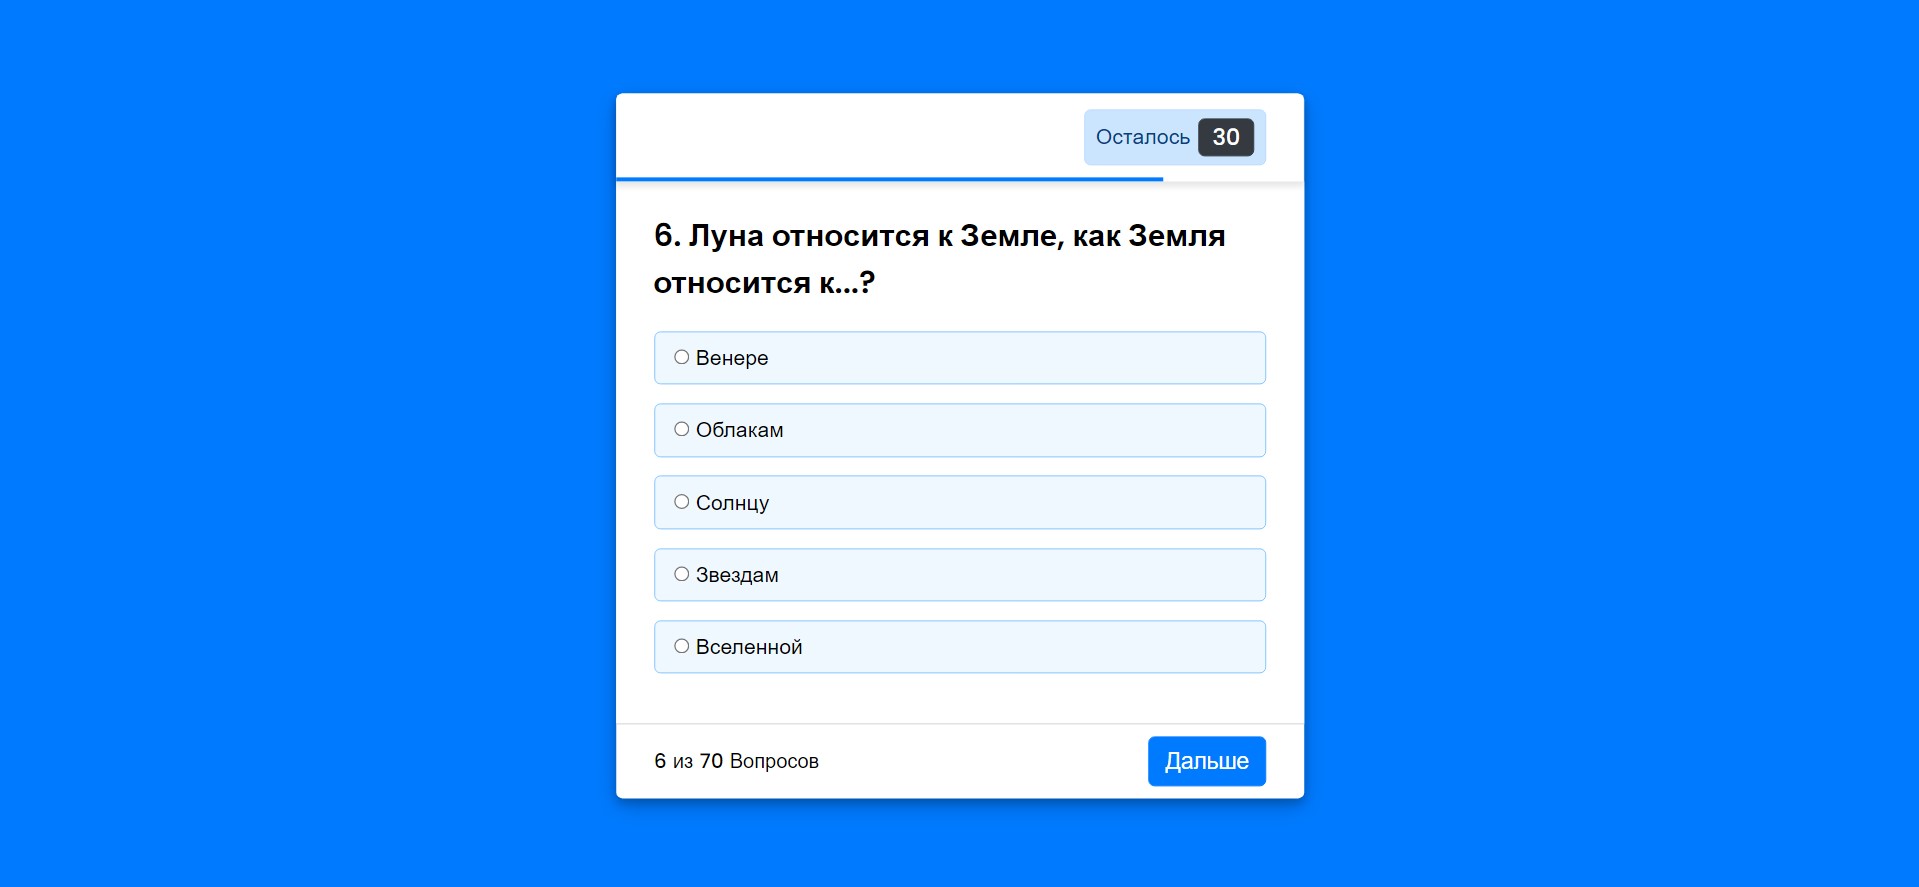 Осталось 30
6. Луна относится к Земле, как Земля
относится к...?
Венере
Облакам
Солнцу
Звездам
Вселенной
6 из 70 Вопросов
Дальше